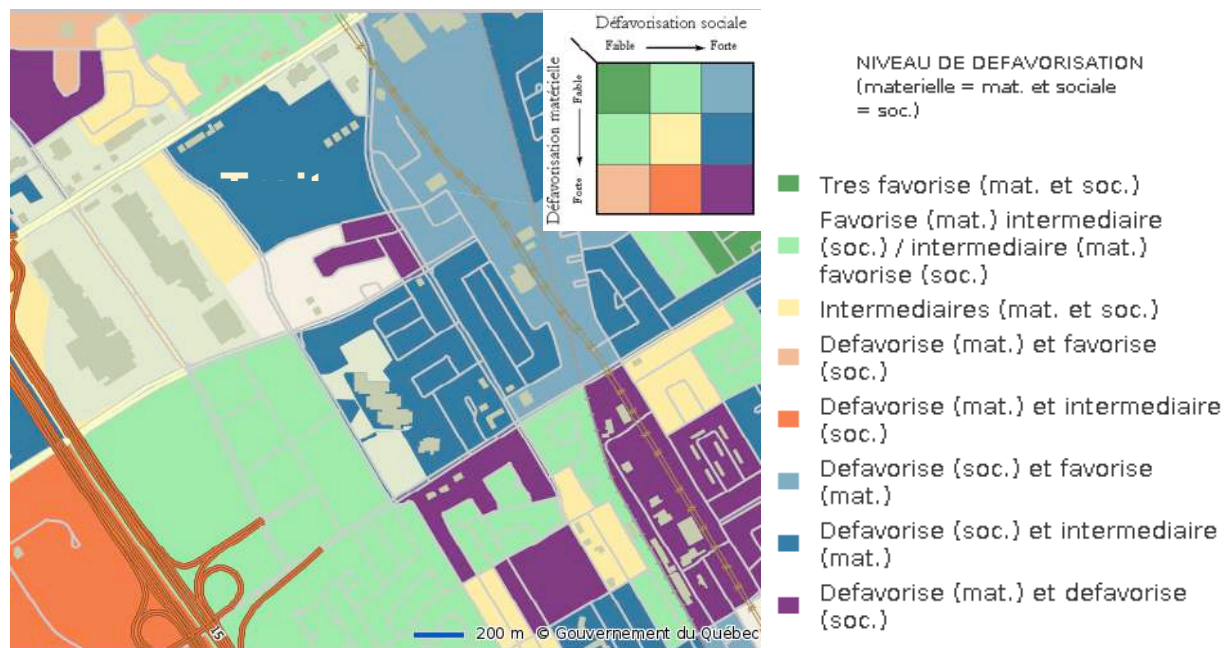 Défavorisation sociale
Faible
Forte
Défavorisation matérielle
Faible
Forte
15
200 m © Gouvernement du Québec
NIVEAU DE DEFAVORISATION
(materielle = mat. et sociale
= soc.)
Tres favorise (mat. et soc.)
Favorise (mat.) intermediaire
(soc.) / intermediaire (mat.)
favorise (soc.)
Intermediaires (mat. et soc.)
Defavorise (mat.) et favorise
(soc.)
Defavorise (mat.) et intermediaire
(soc.)
Defavorise (soc.) et favorise
(mat.)
Defavorise (soc.) et intermediaire
(mat.)
Defavorise (mat.) et defavorise
(soc.)